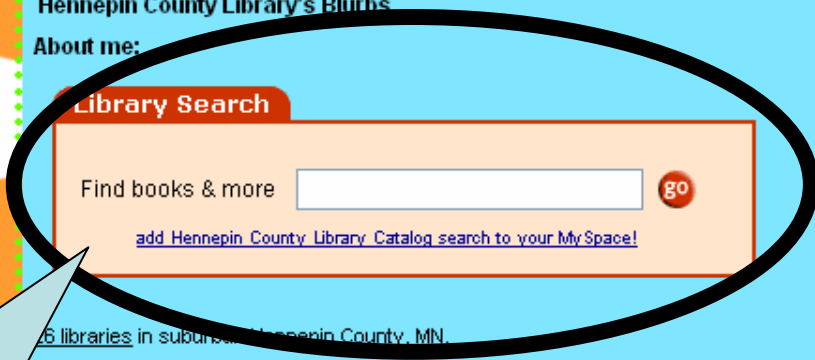 Hennepin County Library's Blurbs
About me:
Library Search
Find books & more go
add Hennepin County Library Catalog search to your MySpace!
6 libraries in suburban Hennepin County, MN.